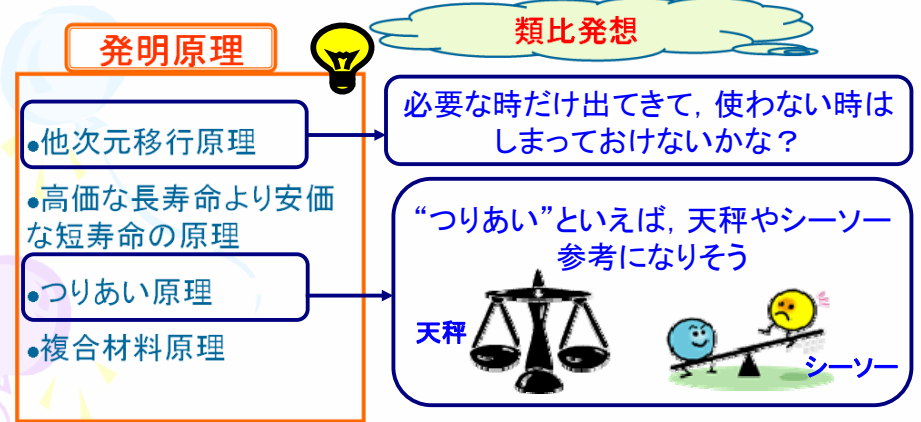 発明原理
類比発想
●他次元移行原理
●高価な長寿命より安価
な短寿命の原理
●つりあい原理
●複合材料原理
必要な時だけ出てきて，使わない時は
しまっておけないかな？
“つりあい”といえば，天秤やシーソー
参考になりそう
天秤
シーソー